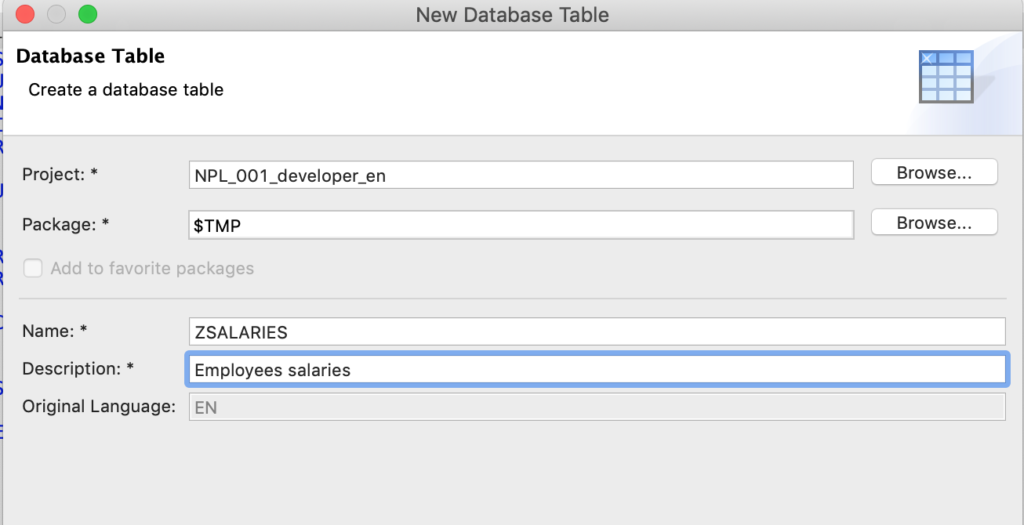 New Database Table
Database Table
Create a database table
Project: * NPL_001_developer_en Browse...
Package: * $TMP Browse...
Add to favorite packages
Name: * ZSALARIES
Description: * Employees salaries
Original Language: EN